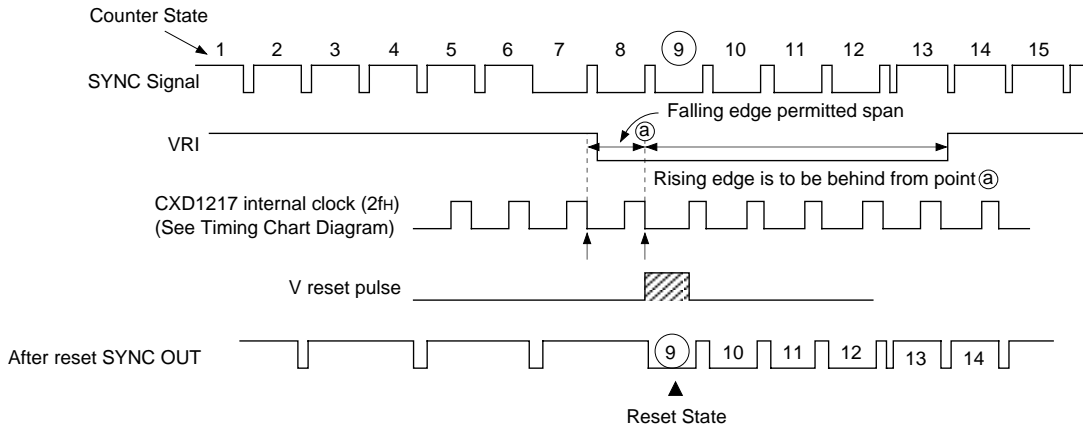 Counter State
1 2 3 4 5 6 7 8 9 10 11 12 13 14 15
SYNC Signal
Falling edge permitted span
VRI
a
Rising edge is to be behind from point a
CXD1217 internal clock (2fH)
(See Timing Chart Diagram)
V reset pulse
After reset SYNC OUT
9 10 11 12 13 14
Reset State